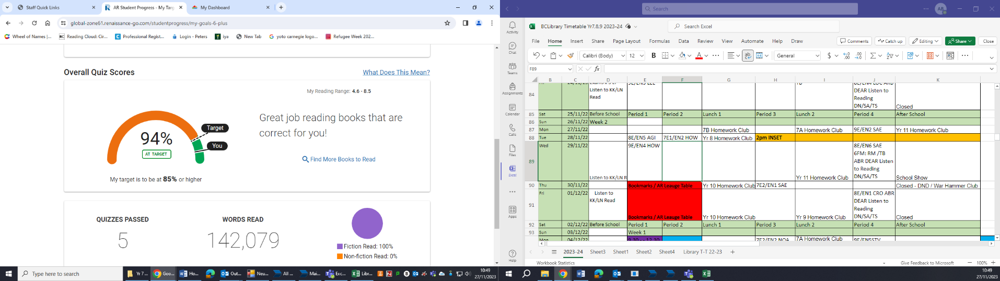 Staff Quick Links
AR Student Progress - My Targ
My Dashboard
global-zone61.renaissance-go.com/studentprogress/my-goals-6-plus
Wheel of Names |...
Reading Cloud: Cir...
Professional Regist...
Login - Peters
iya
New Tab
yoto carnegie logo...
Refugee Week 202...
Overall Quiz Scores
What Does This Mean?
My Reading Range: 4.6 - 8.5
Great job reading books that are
correct for you!
94%
AT TARGET
Target
You
Find More Books to Read
My target is to be at 85% or higher
QUIZZES PASSED
5
WORDS READ
142,079
Fiction Read: 100%
Non-fiction Read: 0%
Type here to search
Yr 7 ...
Goo...
Ho...
Out...
Neu...
All ...
Mai...
Exc...
Libr...
10:49
27/11/2023
Search
AB
Activity
Chat
Teams
Assignments
Calendar
Calls
Files
Excel
Apps
Help
BCLibrary Timetable Yr7,8,9 2023-24
Search Excel
File Home Insert Share Page Layout Formulas Data Review View Automate Help Draw
Comments Catch up Editing Share Close
Calibri (Body) 12 B General
F89 fx
B C D E F G H I J K
84 Listen to KK/LN Read DEAR Listen to Reading DN/SA/TS Closed
85 Sat 25/11/22 Before School Period 1 Period 2 Lunch 1 Period 3 Lunch 2 Period 4 After School
86 Sun 26/11/22 Week 2
87 Mon 27/11/22 7B Homework Club 7A Homework Club 9E/EN2 SAE Yr 11 Homework Club
88 Tue 28/11/22 8E/EN5 AGI 7E1/EN2 HOW Yr 8 Homework Club 2pm INSET
89 Wed 29/11/22 Listen to KK/LN R 9E/EN4 HOW Yr 11 Homework Club 8E/EN6 SAE 6FM: RM /TB ABR DEAR Listen to Reading DN/SA/TS School Show
90 Thu 30/11/22 Bookmarks / AR Leauge Table Yr 10 Homework Club 7E2/EN1 SAE Closed - DND / War Hammer Club
91 Fri 01/12/22 Listen to KK/LN Read Bookmarks / AR Leauge Table Yr 10 Homework Club Yr 9 Homework Club 8E/EN1 CRO ABR DEAR Listen to Reading DN/SA/TS Closed
92 Sat 02/12/22 Before School Period 1 Period 2 Lunch 1 Period 3 Lunch 2 Period 4 After School
93 Sun 03/12/22 Week 1
7A Homework Club
2023-24 Sheet3 Sheet1 Sheet2 Sheet4 Library T-T 22-23
Workbook Statistics
Give Feedback to Microsoft
100%
10:49
27/11/2023